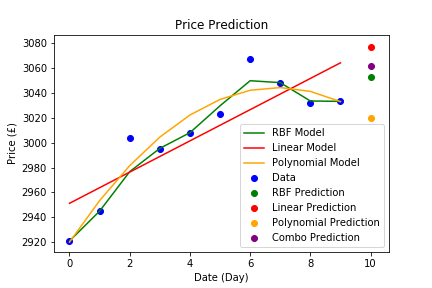 Price Prediction
3080
3060
3040
3020
3000
2980
2960
2940
2920
Price (£)
0
2
4
6
8
10
Date (Day)
RBF Model
Linear Model
Polynomial Model
Data
RBF Prediction
Linear Prediction
Polynomial Prediction
Combo Prediction